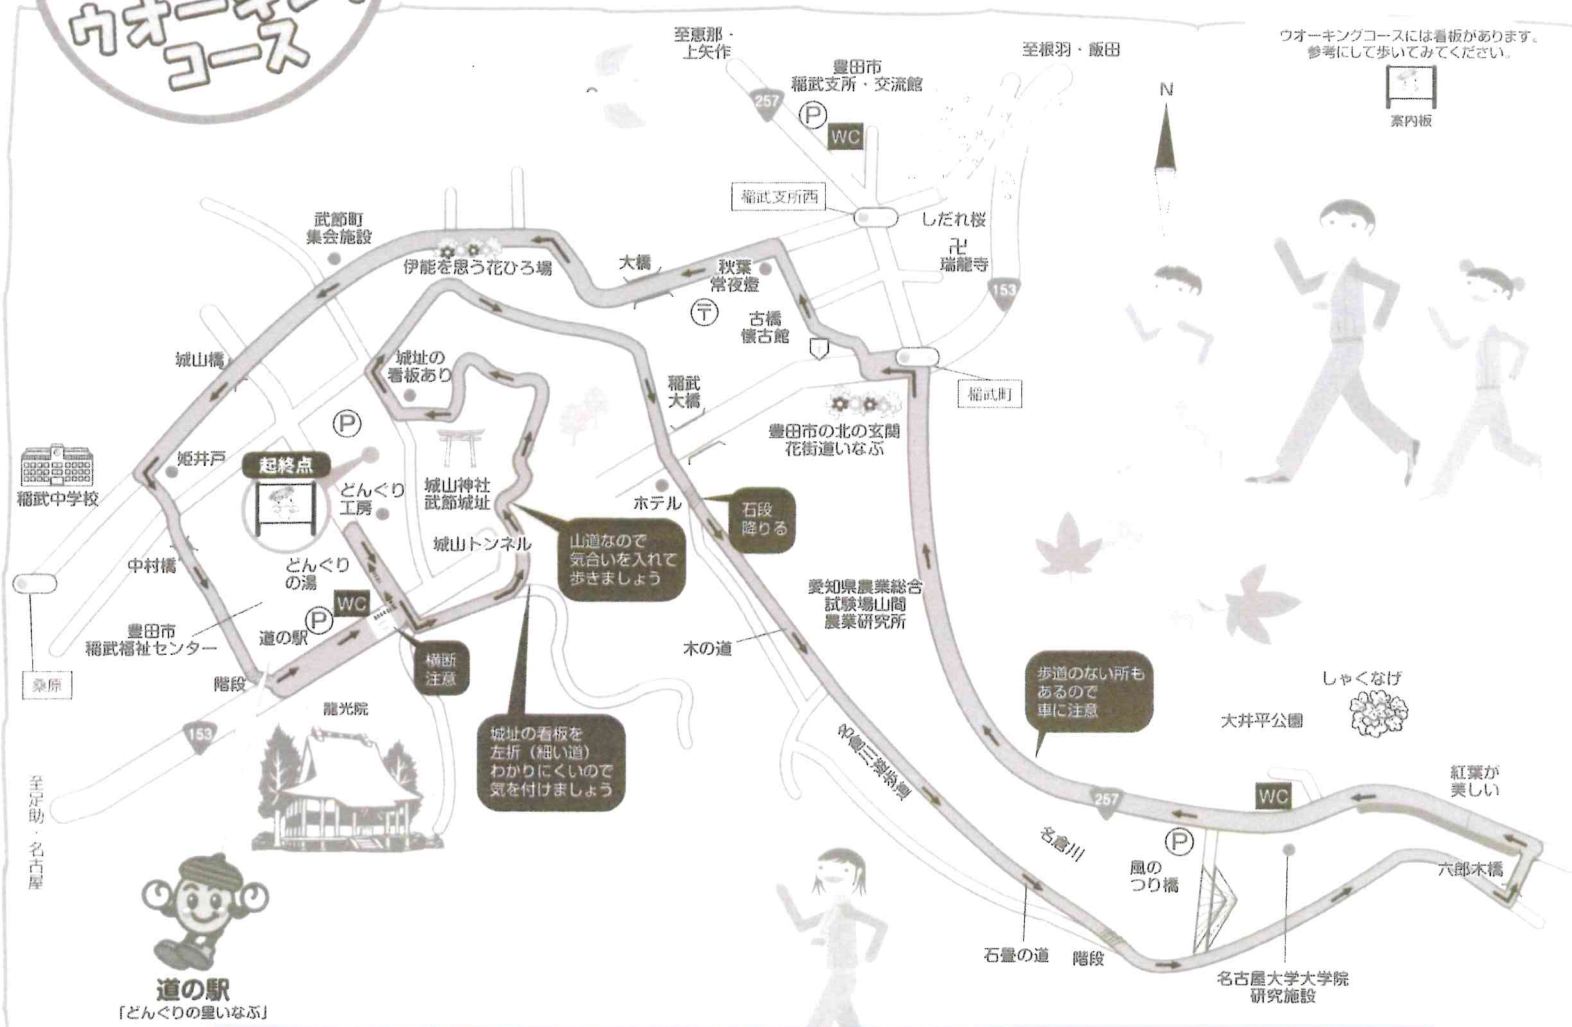 ウオーキング
コース
至恵那・
上矢作
豊田市
稲武支所・交流館
至根羽・飯田
ウオーキングコースには看板があります。
参考にして歩いてみてください。
案内板
N
257
P
WC
稲武支所西
しだれ桜
卍
瑞龍寺
153
武節町
集会施設
伊能を思う花ひろ場
大橋
秋葉
常夜燈
〒
古橋
懐古館
稲武町
城山橋
城址の
看板あり
稲武
大橋
豊田市の北の玄関
花街道いなぶ
P
稲武中学校
姫井戸
起終点
どんぐり
工房
城山神社
武節城址
ホテル
石段
降りる
城山トンネル
山道なので
気合いを入れて
歩きましょう
中村橋
どんぐり
の湯
WC
P
道の駅
豊田市
稲武福祉センター
愛知県農業総合
試験場山間
農業研究所
木の道
横断
注意
階段
桑原
龍光院
153
歩道のない所も
あるので
車に注意
しゃくなげ
大井平公園
城址の看板を
左折（細い道）
わかりにくいので
気を付けましょう
名倉川遊歩道
紅葉が
美しい
WC
257
P
至足助・名古屋
名倉川
風の
つり橋
六郎木橋
石畳の道
階段
名古屋大学大学院
研究施設
道の駅
「どんぐりの里いなぶ」